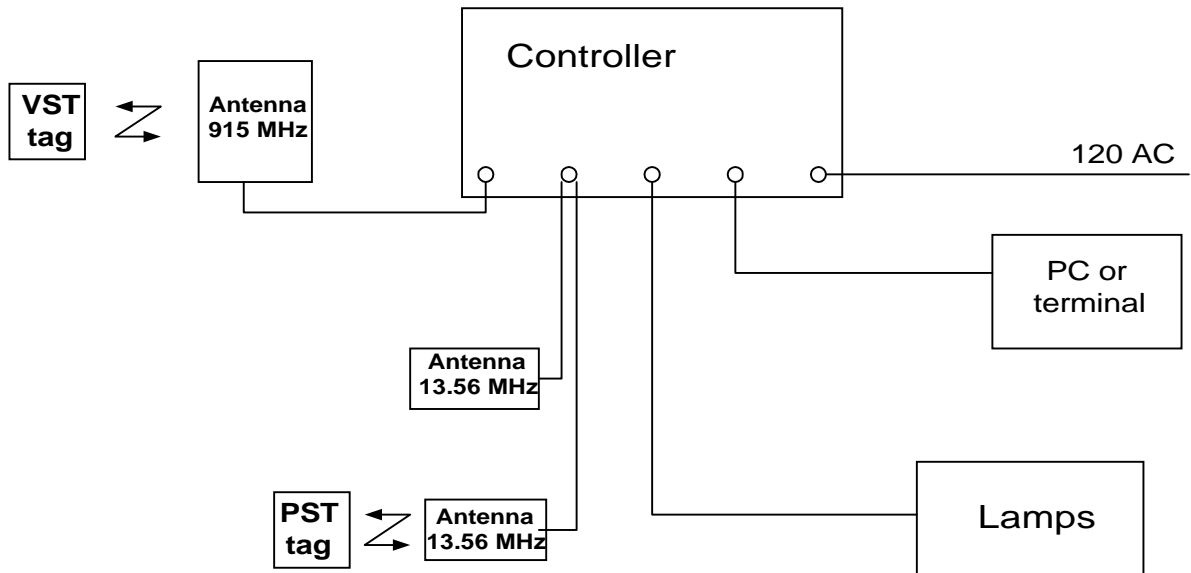 Controller
VST
tag
Antenna
915 MHz
120 AC
PC or
terminal
Antenna
13.56 MHz
PST
tag
Antenna
13.56 MHz
Lamps